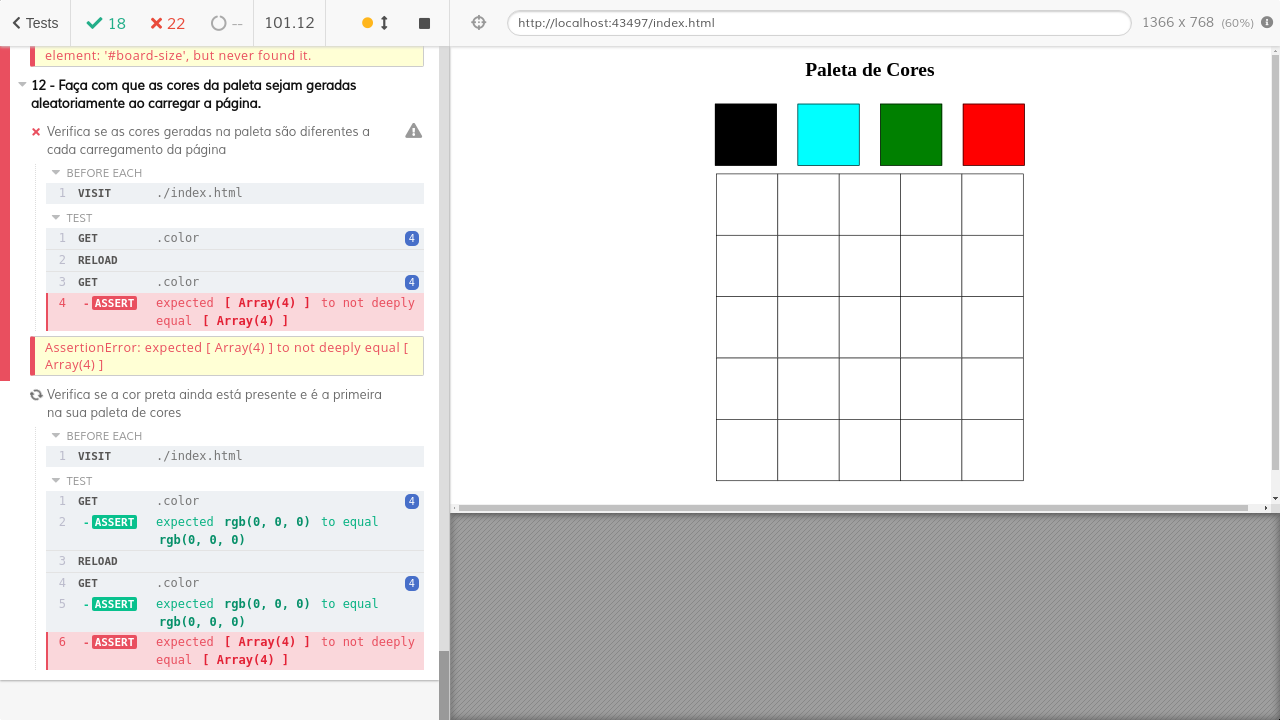 Tests
18
22
--
101.12
http://localhost:43497/index.html
1366 x 768 (60%)
element: '#board-size', but never found it.
12 - Faça com que as cores da paleta sejam geradas
aleatoriamente ao carregar a página.
Verifica se as cores geradas na paleta são diferentes a
cada carregamento da página
BEFORE EACH
1 VISIT ./index.html
TEST
1 GET .color 4
2 RELOAD
3 GET .color 4
4 -ASSERT expected [ Array(4) ] to not deeply
equal [ Array(4) ]
AssertionError: expected [ Array(4) ] to not deeply equal [
Array(4) ]
Verifica se a cor preta ainda está presente e é a primeira
na sua paleta de cores
BEFORE EACH
1 VISIT ./index.html
TEST
1 GET .color 4
2 -ASSERT expected rgb(0, 0, 0) to equal
rgb(0, 0, 0)
3 RELOAD
4 GET .color 4
5 -ASSERT expected rgb(0, 0, 0) to equal
rgb(0, 0, 0)
6 -ASSERT expected [ Array(4) ] to not deeply
equal [ Array(4) ]
Paleta de Cores